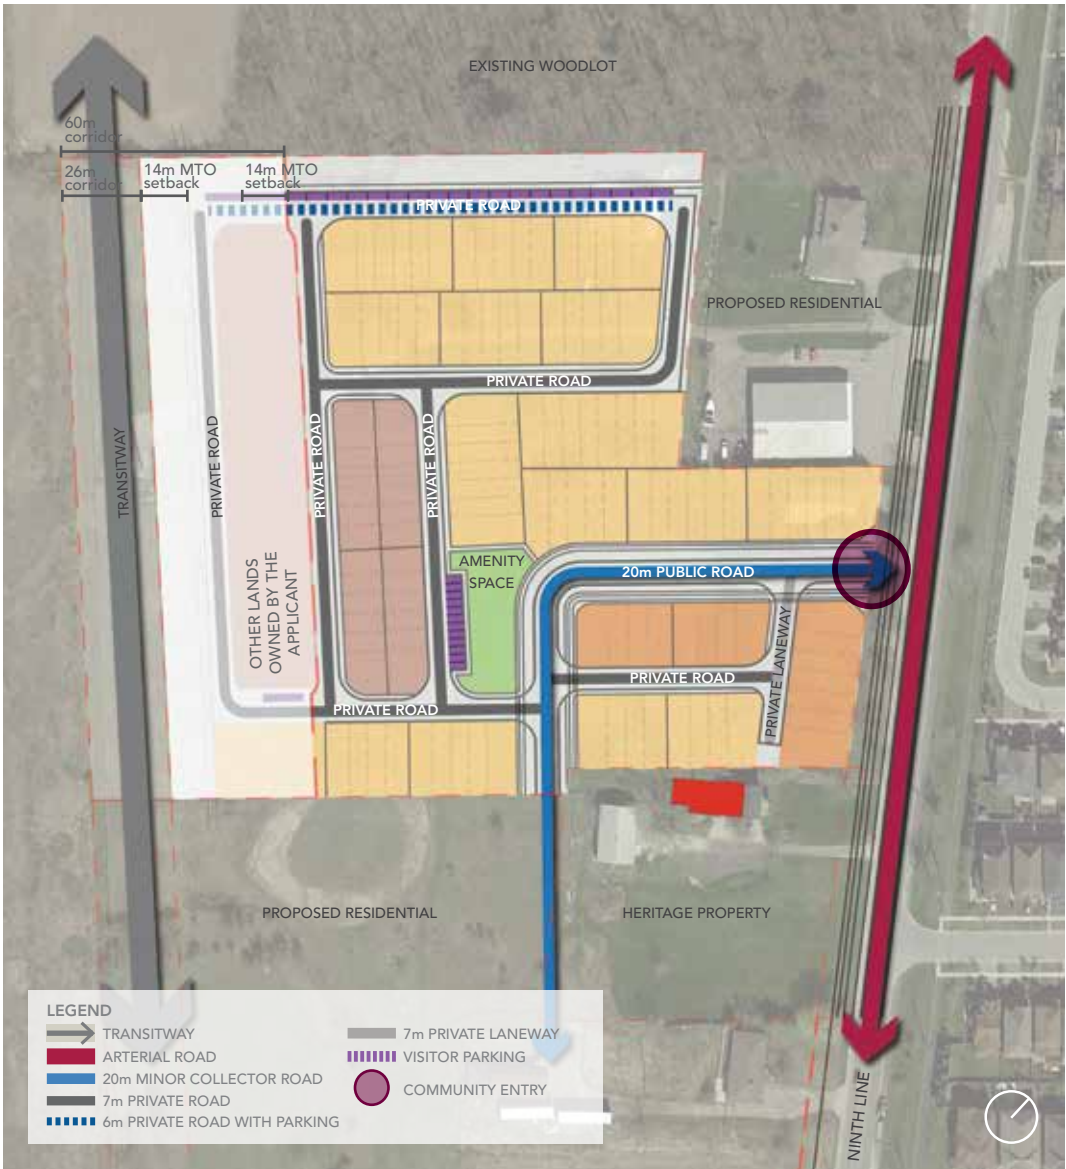 EXISTING WOODLOT
60m
corridor
26m
corridor
14m MTO
setback
14m MTO
setback
PRIVATE ROAD
PROPOSED RESIDENTIAL
PRIVATE ROAD
TRANSITWAY
PRIVATE ROAD
PRIVATE ROAD
PRIVATE ROAD
OTHER LANDS
OWNED BY THE
APPLICANT
AMENITY
SPACE
20m PUBLIC ROAD
PRIVATE LANEWAY
PRIVATE ROAD
PRIVATE ROAD
PROPOSED RESIDENTIAL
HERITAGE PROPERTY
NINTH LINE
LEGEND
TRANSITWAY
ARTERIAL ROAD
20m MINOR COLLECTOR ROAD
7m PRIVATE ROAD
6m PRIVATE ROAD WITH PARKING
7m PRIVATE LANEWAY
VISITOR PARKING
COMMUNITY ENTRY